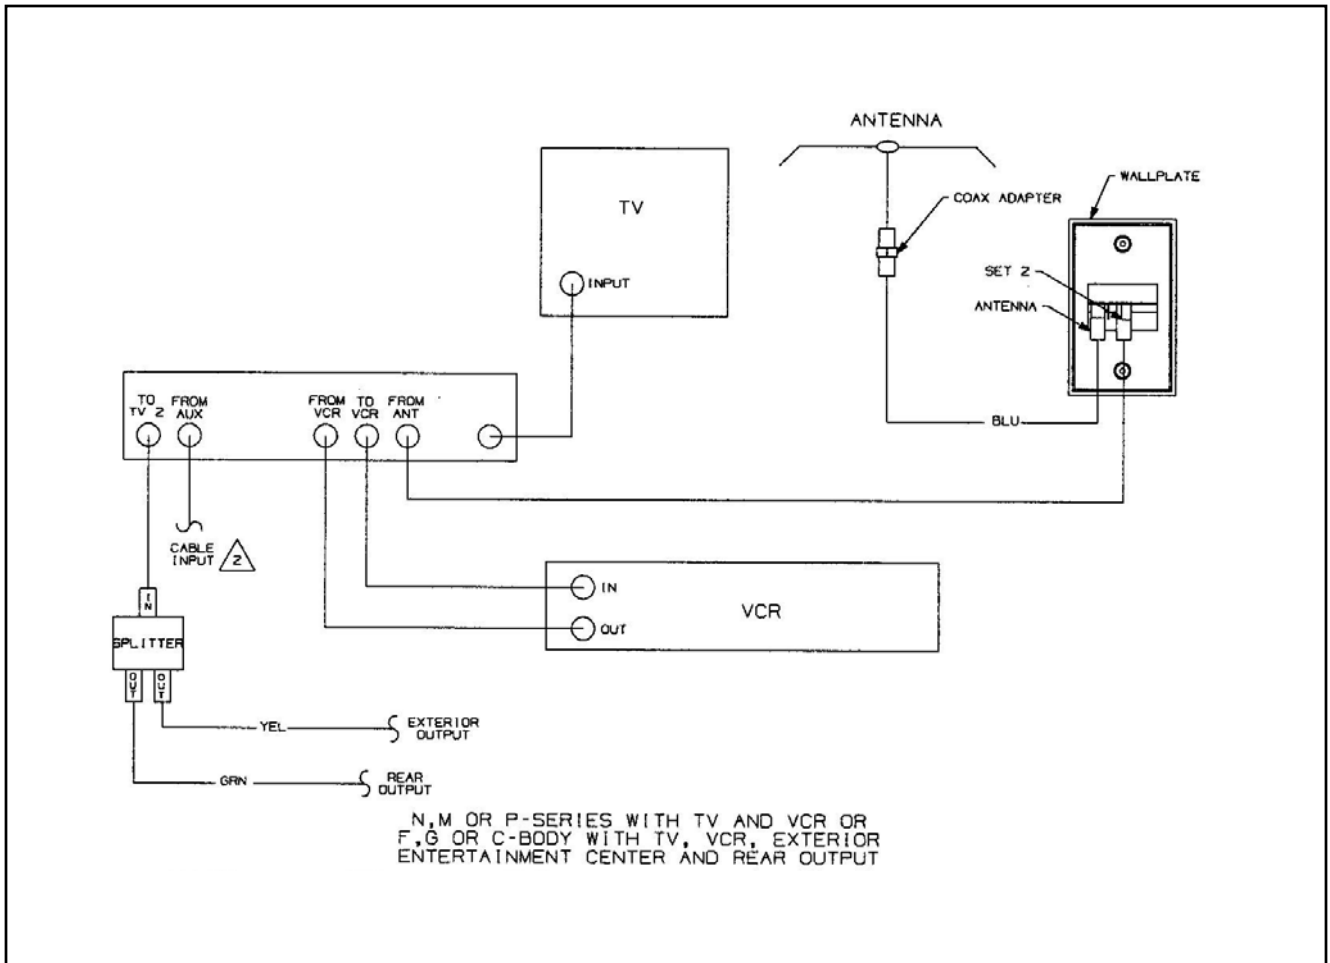 ANTENNA
WALLPLATE
COAX ADAPTER
TV
SET 2
INPUT
ANTENNA
TO
TV 2
FROM
AUX
FROM
VCR
TO
VCR
FROM
ANT
BLU
CABLE
INPUT
2
IN
IN
VCR
OUT
SPLITTER
OUT
OUT
YEL
EXTERIOR
OUTPUT
GRN
REAR
OUTPUT
N,M OR P-SERIES WITH TV AND VCR OR
F,G OR C-BODY WITH TV, VCR, EXTERIOR
ENTERTAINMENT CENTER AND REAR OUTPUT